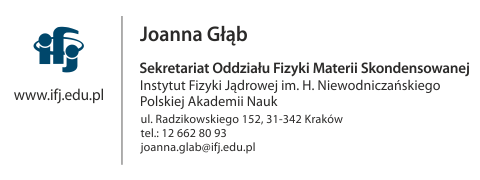 ifj
www.ifj.edu.pl
Joanna Głąb
Sekretariat Oddziału Fizyki Materii Skondensowanej
Instytut Fizyki Jądrowej im. H. Niewodniczańskiego
Polskiej Akademii Nauk
ul. Radzikowskiego 152, 31-342 Kraków
tel.: 12 662 80 93
joanna.glab@ifj.edu.pl